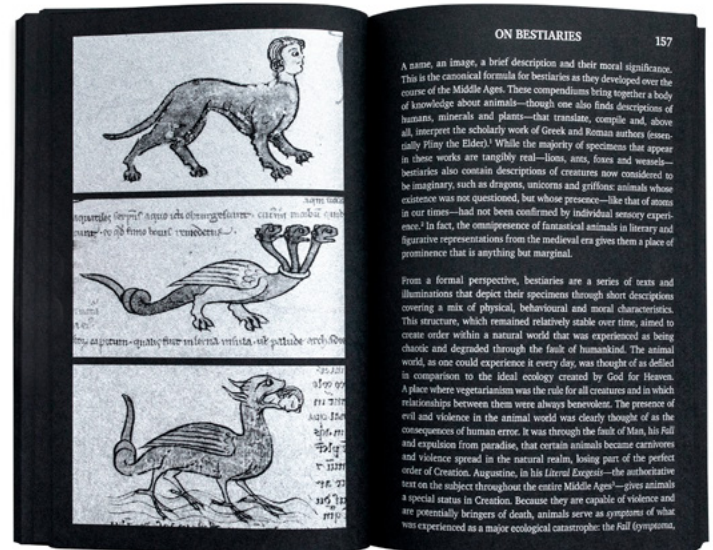 ON BESTIARIES
157
A name, an image, a brief description and their moral significance.
This is the canonical formula for bestiaries as they developed over the
course of the Middle Ages. These compendiums bring together a body
of knowledge about animals—though one also finds descriptions of
humans, minerals and plants—that translate, compile and, above
all, interpret the scholarly work of Greek and Roman authors (essen-
tially Pliny the Elder).¹ While the majority of specimens that appear
in these works are tangibly real—lions, ants, foxes and weasels—
bestiaries also contain descriptions of creatures now considered to
be imaginary, such as dragons, unicorns and griffons: animals whose
existence was not questioned, but whose presence—like that of atoms
in our times—had not been confirmed by individual sensory experi-
ence.² In fact, the omnipresence of fantastical animals in literary and
figurative representations from the medieval era gives them a place of
prominence that is anything but marginal.
From a formal perspective, bestiaries are a series of texts and
illuminations that depict their specimens through short descriptions
covering a mix of physical, behavioural and moral characteristics.
This structure, which remained relatively stable over time, aimed to
create order within a natural world that was experienced as being
chaotic and degraded through the fault of humankind. The animal
world, as one could experience it every day, was thought of as defiled
in comparison to the ideal ecology created by God for Heaven.
A place where vegetarianism was the rule for all creatures and in which
relationships between them were always benevolent. The presence of
evil and violence in the animal world was clearly thought of as the
consequences of human error. It was through the fault of Man, his Fall
and expulsion from paradise, that certain animals became carnivores
and violence spread in the natural realm, losing part of the perfect
order of Creation. Augustine, in his Literal Exegesis—the authoritative
text on the subject throughout the entire Middle Ages³—gives animals
a special status in Creation. Because they are capable of violence and
are potentially bringers of death, animals serve as symptoms of what
was experienced as a major ecological catastrophe: the Fall (symptoma,